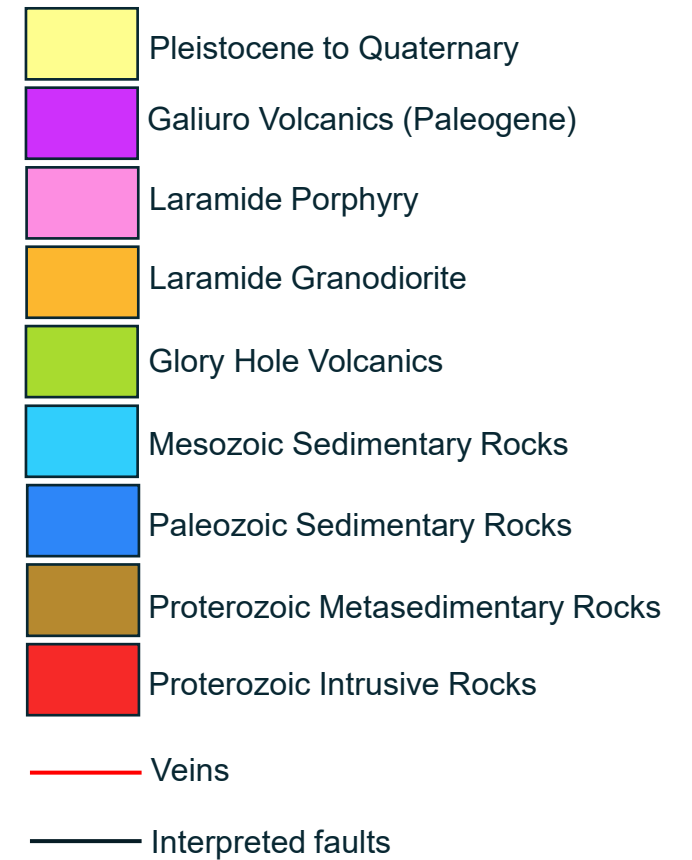 Pleistocene to Quaternary
Galiuro Volcanics (Paleogene)
Laramide Porphyry
Laramide Granodiorite
Glory Hole Volcanics
Mesozoic Sedimentary Rocks
Paleozoic Sedimentary Rocks
Proterozoic Metasedimentary Rocks
Proterozoic Intrusive Rocks
Veins
Interpreted faults